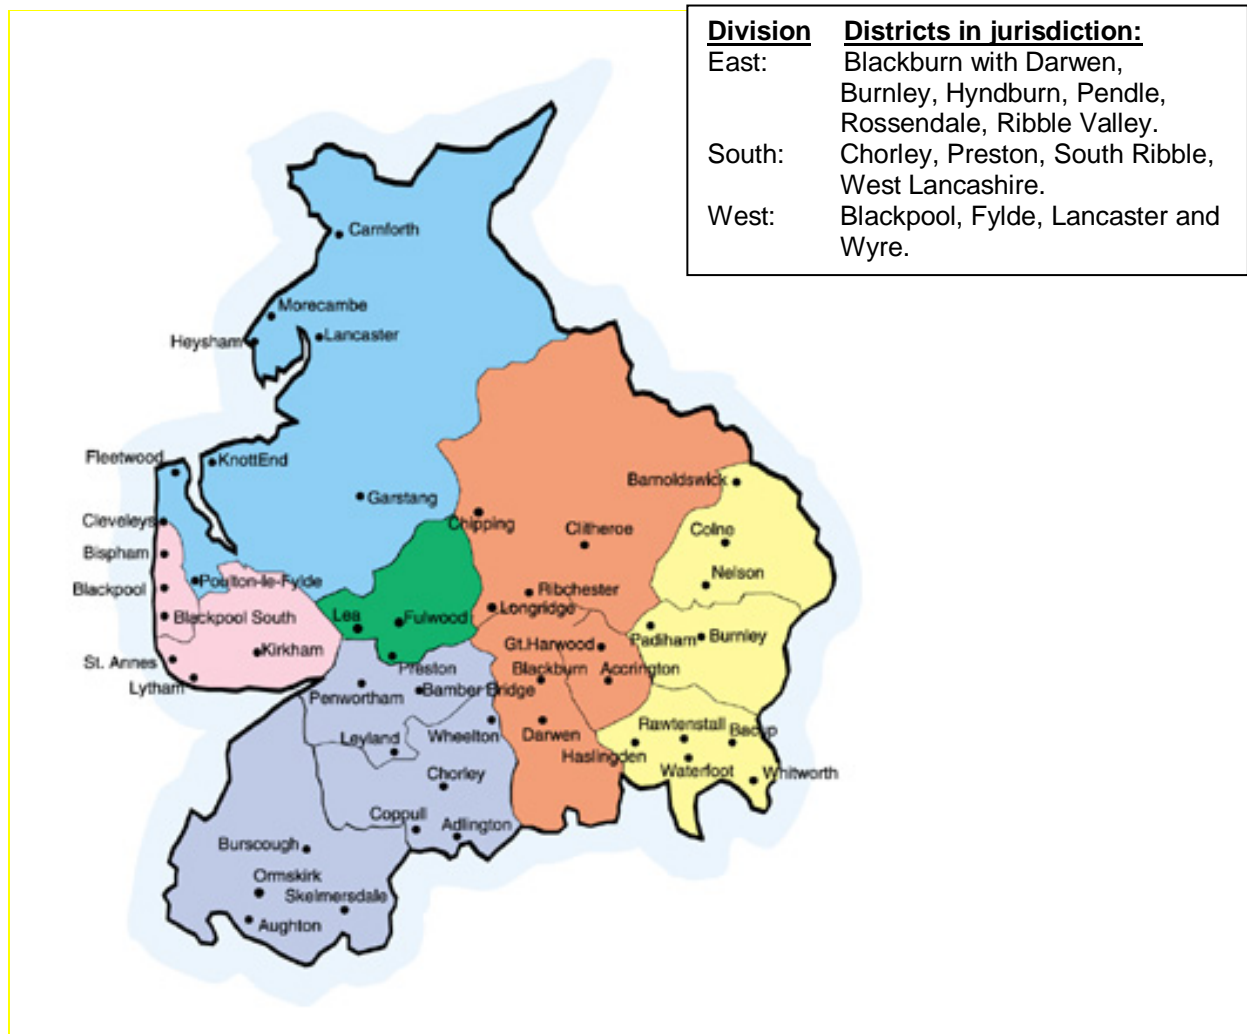 Division Districts in jurisdiction:
East: Blackburn with Darwen,
Burnley, Hyndburn, Pendle,
Rossendale, Ribble Valley.
South: Chorley, Preston, South Ribble,
West Lancashire.
West: Blackpool, Fylde, Lancaster and
Wyre.
Carnforth
Morecambe
Lancaster
Heysham
Fleetwood
KnottEnd
Barnoldswick
Garstang
Cleveleys
Chipping
Clitheroe
Colne
Bispham
Nelson
Poulton-le-Fylde
Blackpool
Ribchester
Longridge
Blackpool South
Lea
Fulwood
Padiham
Burnley
Gt.Harwood
Kirkham
St. Annes
Preston
Blackburn
Accrington
Lytham
Penwortham
Bamber Bridge
Rawtenstall
Bacup
Leyland
Wheelton
Darwen
Haslingden
Waterfoot
Whitworth
Chorley
Coppull
Adlington
Burscough
Ormskirk
Skelmersdale
Aughton